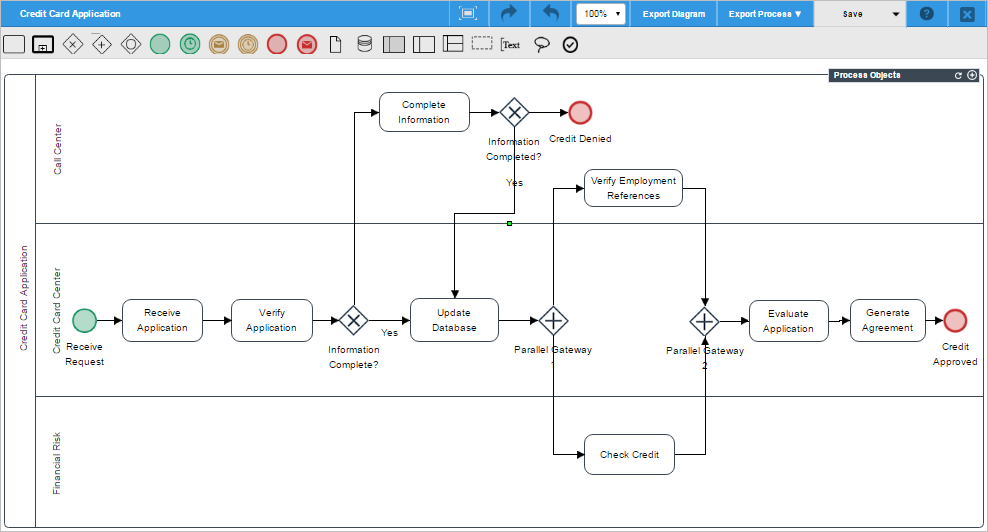 Credit Card Application
100%
Export Diagram
Export Process ▼
Save
?
Text
Process Objects
Credit Card Application
Call Center
Complete
Information
Information
Completed?
Credit Denied
Yes
Verify Employment
References
Credit Card Center
Receive
Request
Receive
Application
Verify
Application
Information
Complete?
Yes
Update
Database
Parallel Gateway
1
Parallel Gateway
2
Evaluate
Application
Generate
Agreement
Credit
Approved
Financial Risk
Check Credit